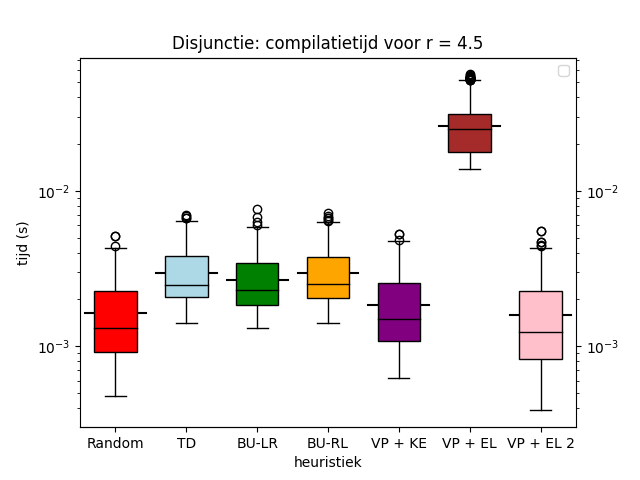 Disjunctie: compilatietijd voor r = 4.5
tijd (s)
10⁻²
10⁻³
10⁻²
10⁻³
Random TD BU-LR BU-RL VP + KE VP + EL VP + EL 2
heuristiek